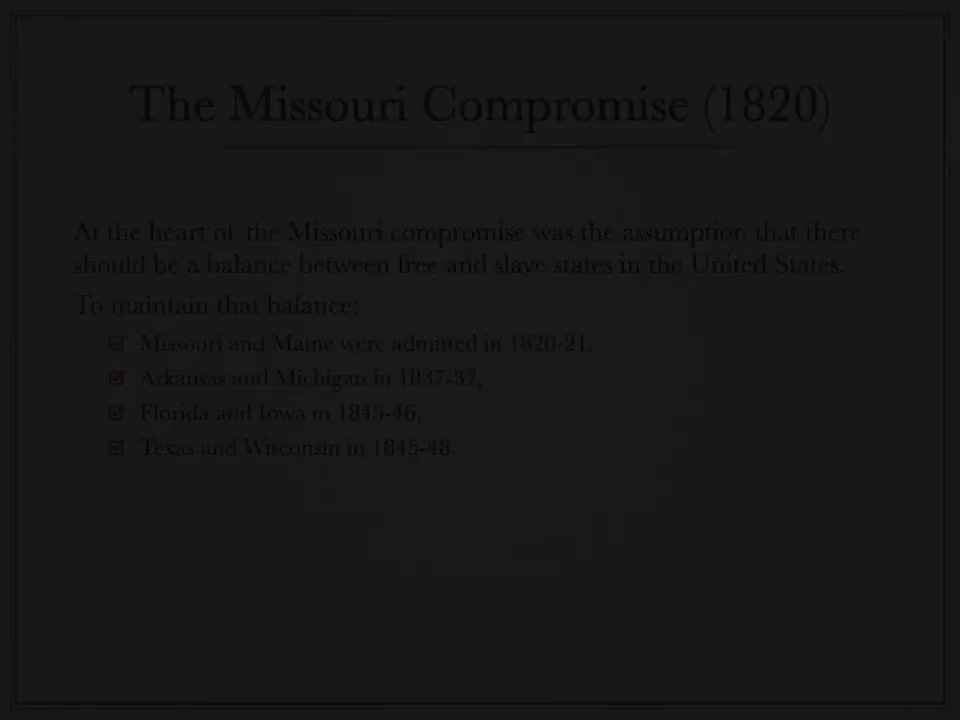 The Missouri Compromise (1820)
At the heart of the Missouri compromise was the assumption that there
should be a balance between free and slave states in the United States.
To maintain that balance:
Missouri and Maine were admitted in 1820-21,
Arkansas and Michigan in 1837-37,
Florida and Iowa in 1845-46,
Texas and Wisconsin in 1845-48.